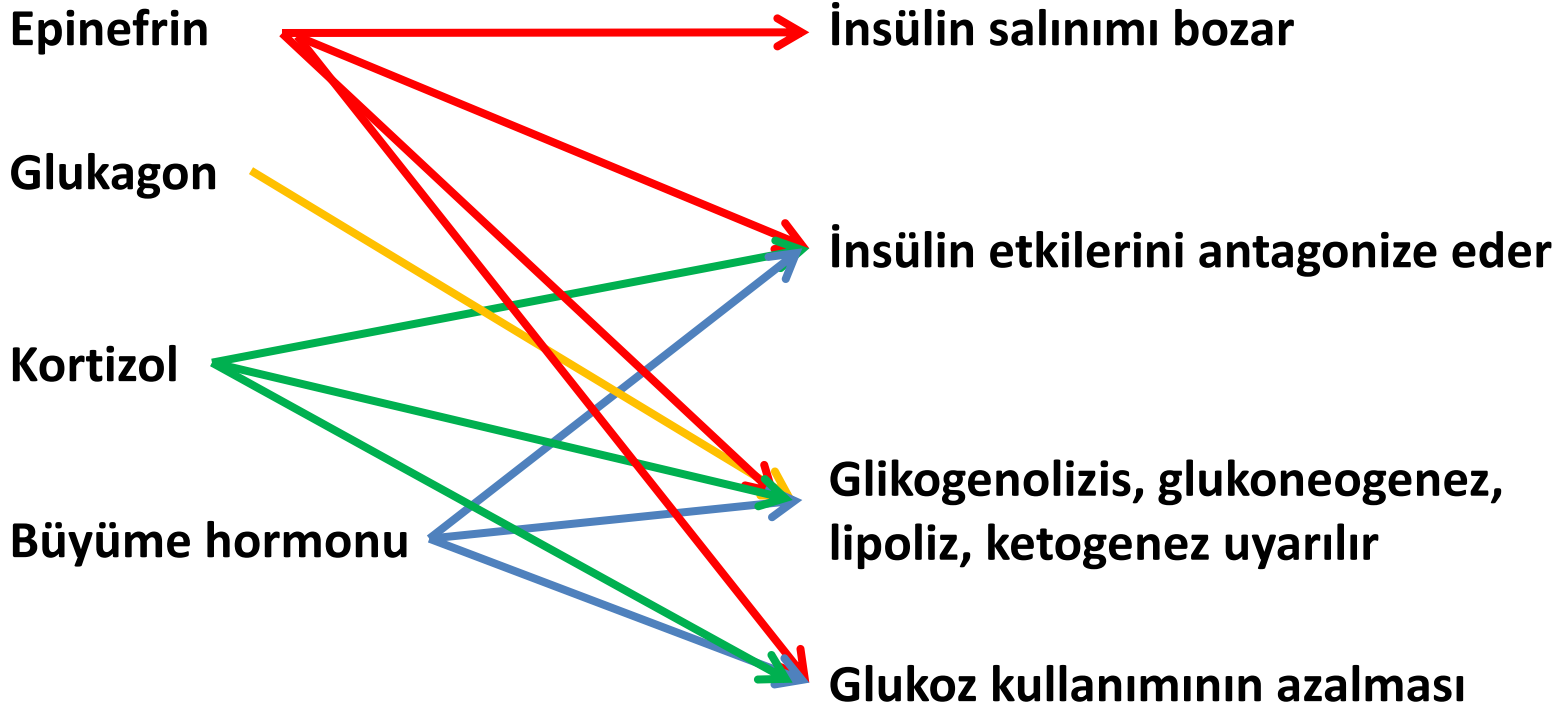 Epinefrin
Glukagon
Kortizol
Büyüme hormonu
İnsülin salınımı bozar
İnsülin etkilerini antagonize eder
Glikogenolizis, glukoneogenez,
lipoliz, ketogenez uyarılır
Glukoz kullanımının azalması